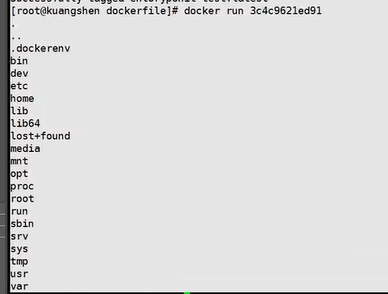 [root@kuangshen dockerfile]# docker run 3c4c9621ed91
.
..
.dockerenv
bin
dev
etc
home
lib
lib64
lost+found
media
mnt
opt
proc
root
run
sbin
srv
sys
tmp
usr
var